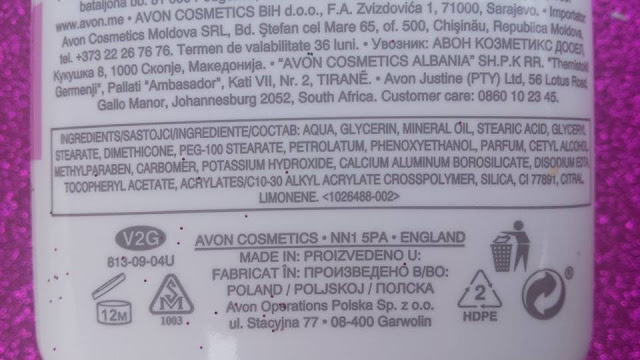 bataljona bb. 81 000
www.avon.me • AVON COSMETICS BiH d.o.o., F.A. Zvizdovića 1, 71000, Sarajevo. • Importator:
Avon Cosmetics Moldova SRL, Bd. Ştefan cel Mare 65, of. 500, Chişinău, Republica Moldova,
tel. +373 22 26 76 76. Termen de valabilitate 36 luni. • Увозник: АВОН КОЗМЕТИКС ДООЕЛ,
Кукушка 8, 1000 Скопје, Македонија. • "AVON COSMETICS ALBANIA" SH.P.K RR. "Themistokli
Germenji", Pallati "Ambasador", Kati VII, Nr. 2, TIRANË. • Avon Justine (PTY) Ltd, 56 Lotus Road,
Gallo Manor, Johannesburg 2052, South Africa. Customer care: 0860 10 23 45.
INGREDIENTS/SASTOJCI/INGREDIENTE/СОСТАВ: AQUA, GLYCERIN, MINERAL OIL, STEARIC ACID, GLYCERYL
STEARATE, DIMETHICONE, PEG-100 STEARATE, PETROLATUM, PHENOXYETHANOL, PARFUM, CETYL ALCOHOL,
METHYLPARABEN, CARBOMER, POTASSIUM HYDROXIDE, CALCIUM ALUMINUM BOROSILICATE, DISODIUM EDTA,
TOCOPHERYL ACETATE, ACRYLATES/C10-30 ALKYL ACRYLATE CROSSPOLYMER, SILICA, CI 77891, CITRAL,
LIMONENE. <1026488-002>
V2G
813-09-04U
AVON COSMETICS • NN1 5PA • ENGLAND
MADE IN: PROIZVEDENO U:
FABRICAT ÎN: ПРОИЗВЕДЕНО В/ВО:
POLAND / POLJSKOJ / ПОЛСКА
Avon Operations Polska Sp. z o.o.
ul. Stacyjna 77 • 08-400 Garwolin
12M
1003
2
HDPE
®